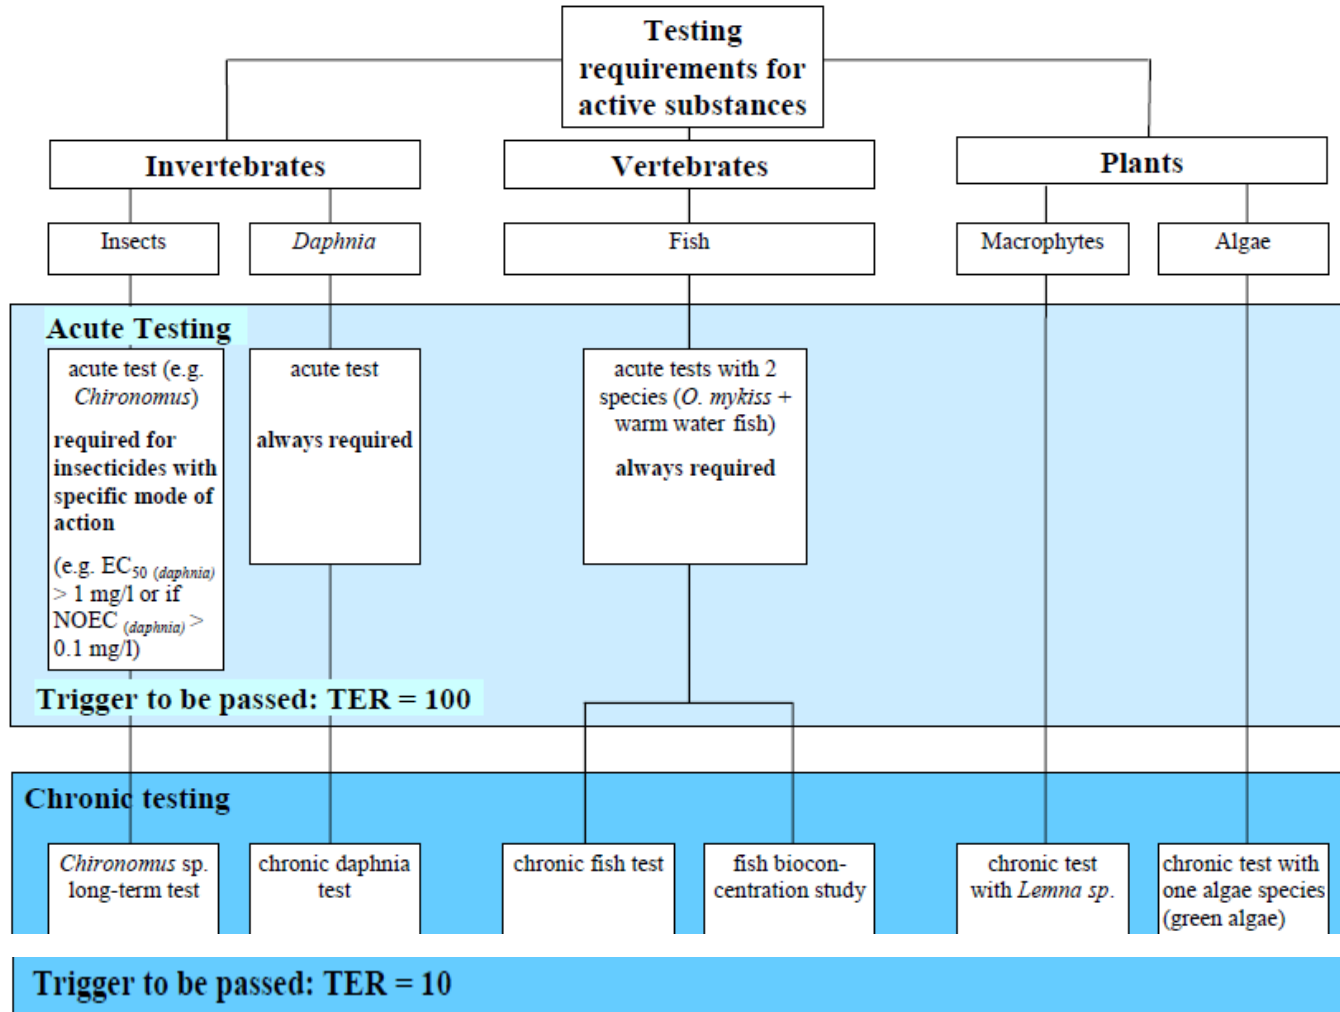 Testing
requirements for
active substances
Invertebrates
Vertebrates
Plants
Insects
Daphnia
Fish
Macrophytes
Algae
Acute Testing
acute test (e.g.
Chironomus)
required for
insecticides with
specific mode of
action
(e.g. EC50 (daphnia)
> 1 mg/l or if
NOEC (daphnia) >
0.1 mg/l)
acute test
always required
acute tests with 2
species (O. mykiss +
warm water fish)
always required
Trigger to be passed: TER = 100
Chronic testing
Chironomus sp.
long-term test
chronic daphnia
test
chronic fish test
fish biocon-
centration study
chronic test
with Lemna sp.
chronic test with
one algae species
(green algae)
Trigger to be passed: TER = 10